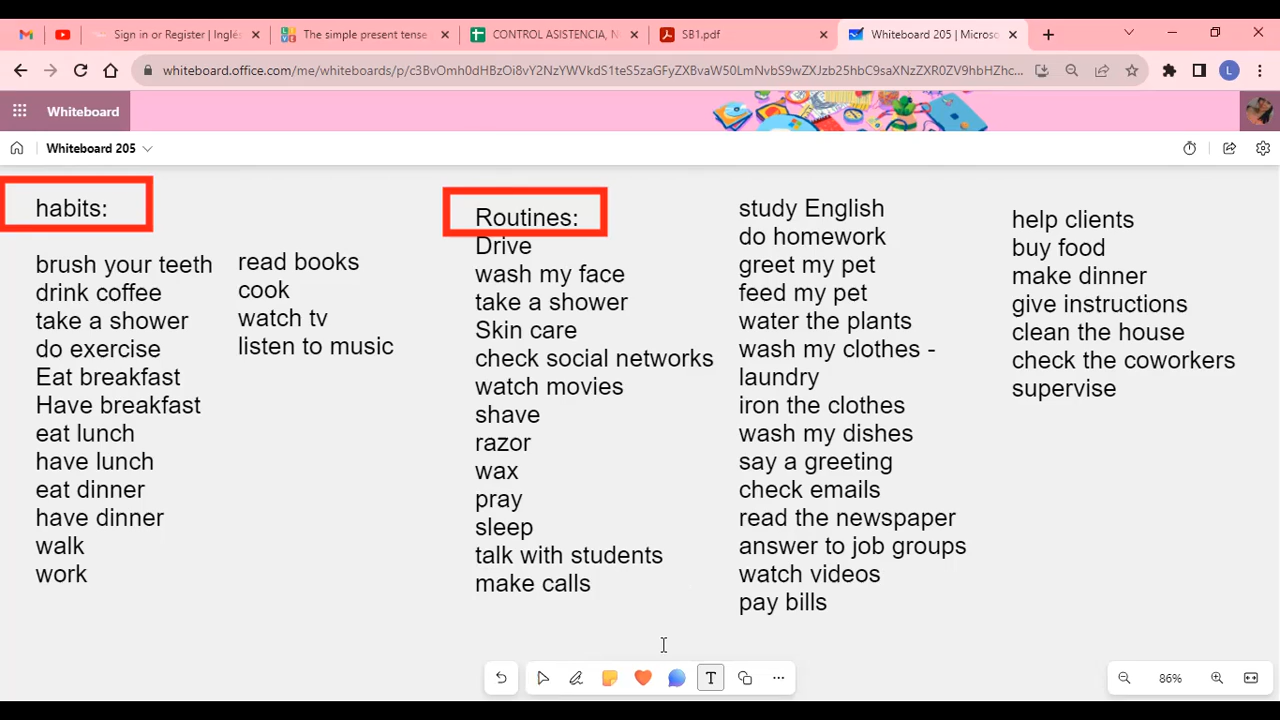 Sign in or Register | Inglés
The simple present tense
CONTROL ASISTENCIA, N
SB1.pdf
Whiteboard 205 | Microso
whiteboard.office.com/me/whiteboards/p/
Whiteboard
Whiteboard 205
habits:
brush your teeth
drink coffee
take a shower
do exercise
Eat breakfast
Have breakfast
eat lunch
have lunch
eat dinner
have dinner
walk
work
read books
cook
watch tv
listen to music
Routines:
Drive
wash my face
take a shower
Skin care
check social networks
watch movies
shave
razor
wax
pray
sleep
talk with students
make calls
study English
do homework
greet my pet
feed my pet
water the plants
wash my clothes -
laundry
iron the clothes
wash my dishes
say a greeting
check emails
read the newspaper
answer to job groups
watch videos
pay bills
help clients
buy food
make dinner
give instructions
clean the house
check the coworkers
supervise
86%